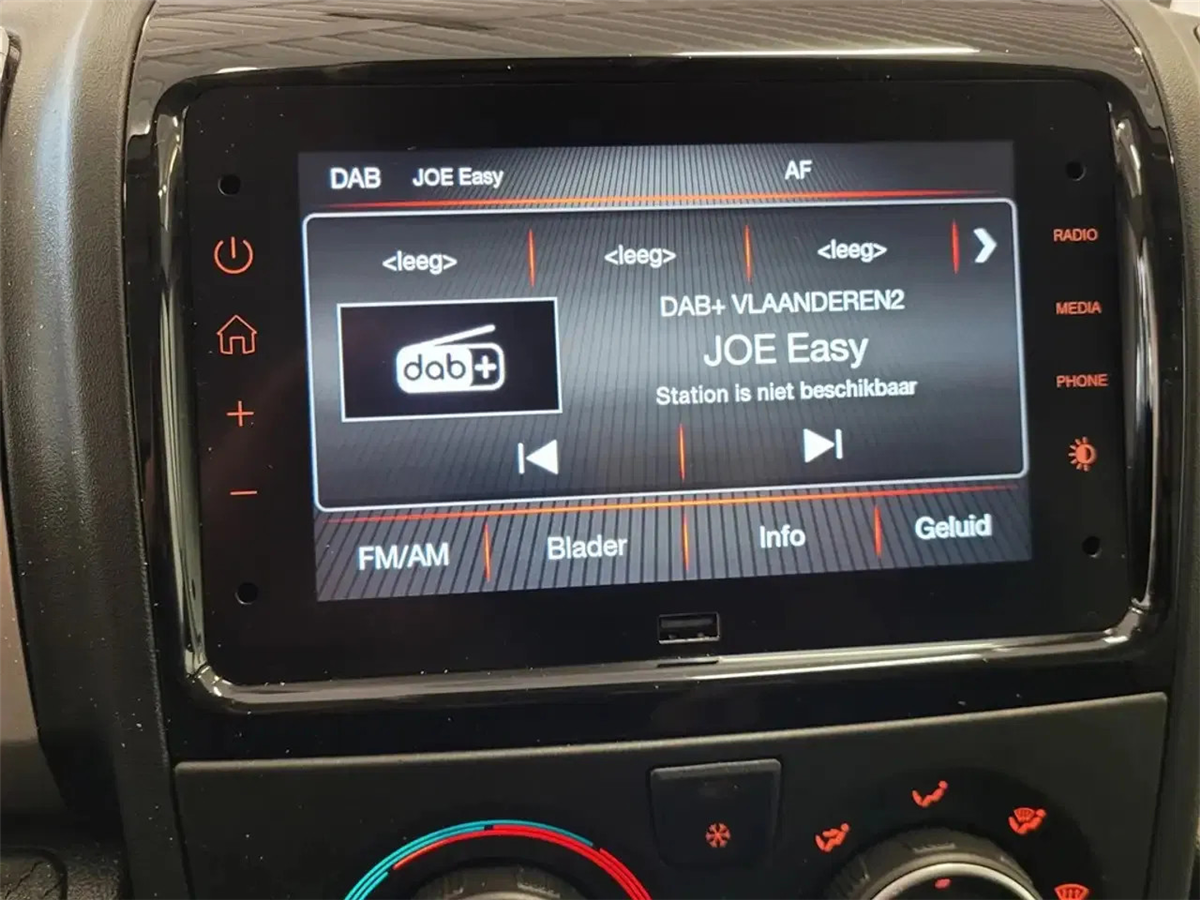 DAB JOE Easy AF
<leeg> <leeg> <leeg>
RADIO
DAB+ VLAANDEREN2
MEDIA
JOE Easy
dab+
Station is niet beschikbaar
PHONE
FM/AM Blader Info Geluid